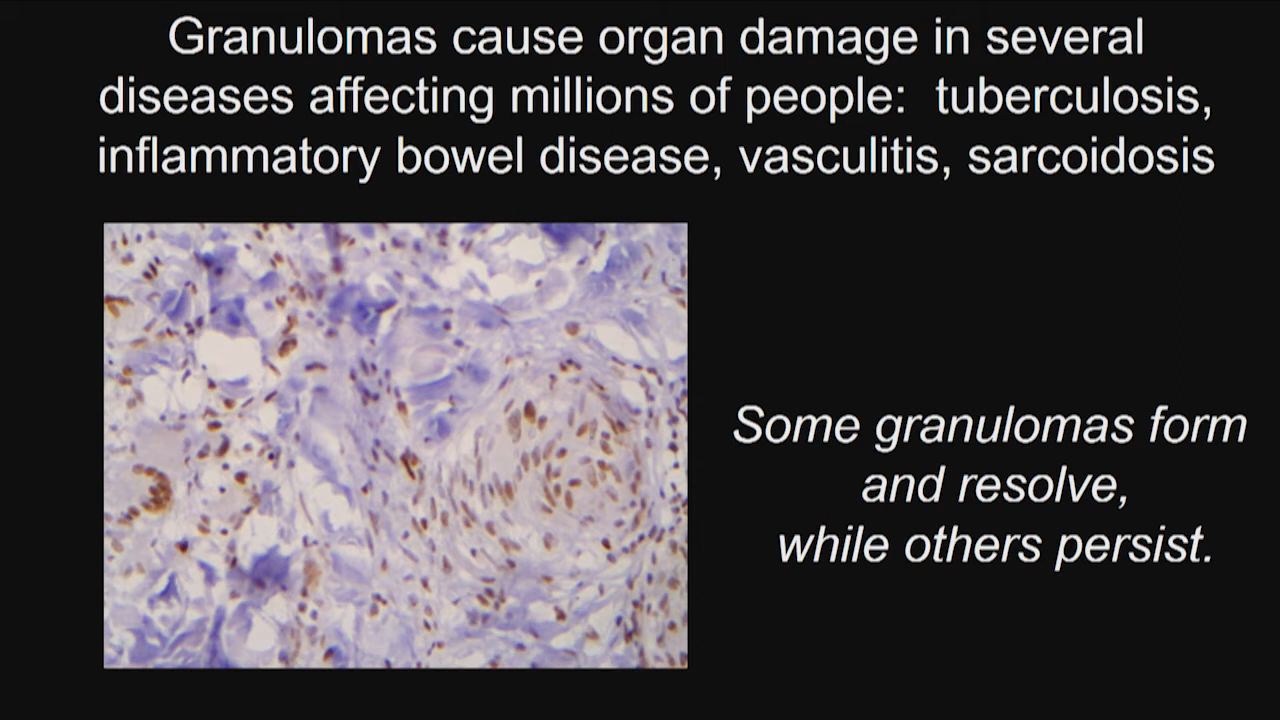 Granulomas cause organ damage in several
diseases affecting millions of people: tuberculosis,
inflammatory bowel disease, vasculitis, sarcoidosis
Some granulomas form
and resolve,
while others persist.